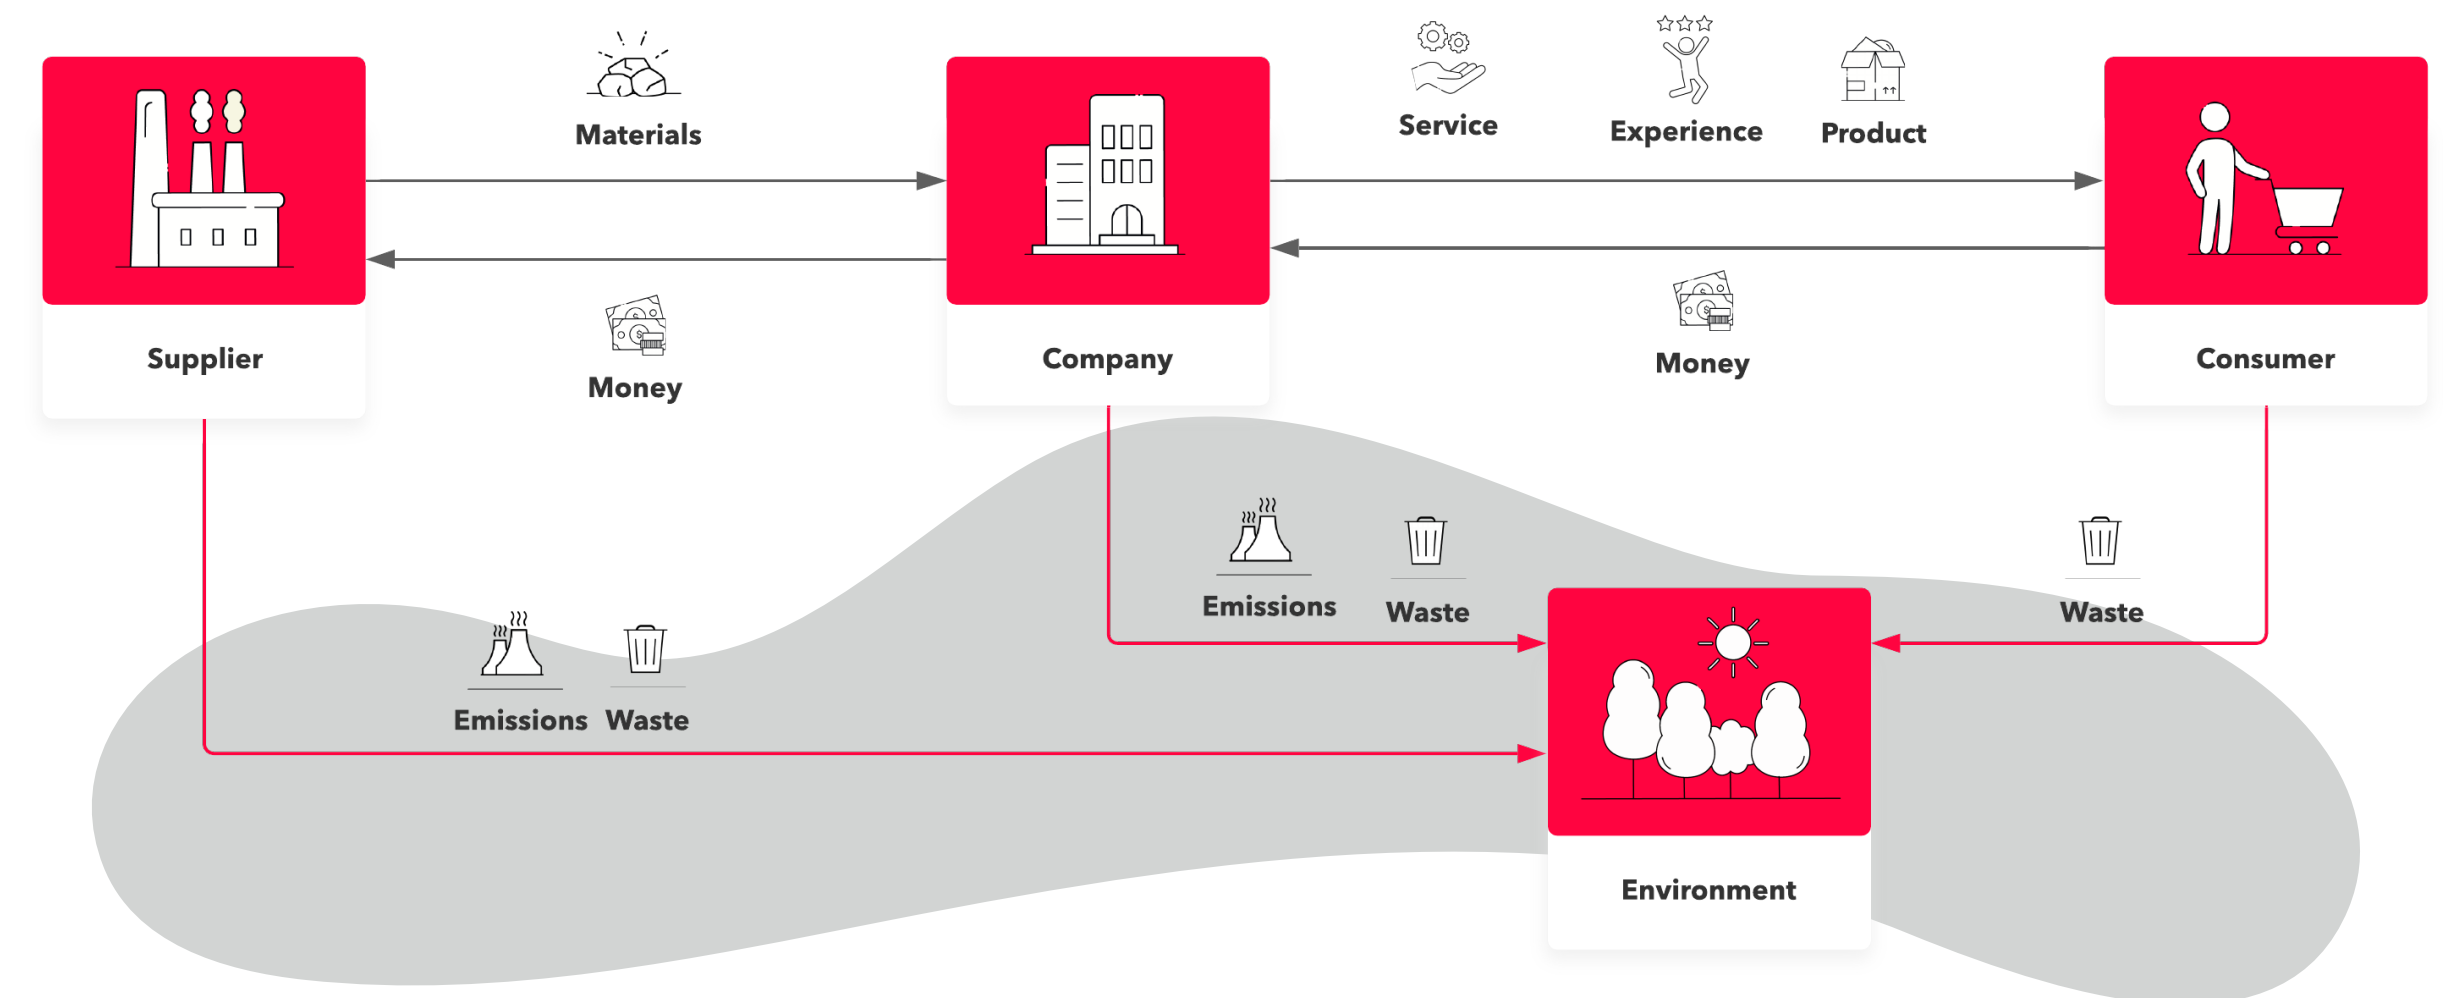 Materials
Service
Experience
Product
Supplier
Money
Company
Money
Consumer
Emissions
Waste
Waste
Emissions
Waste
Environment